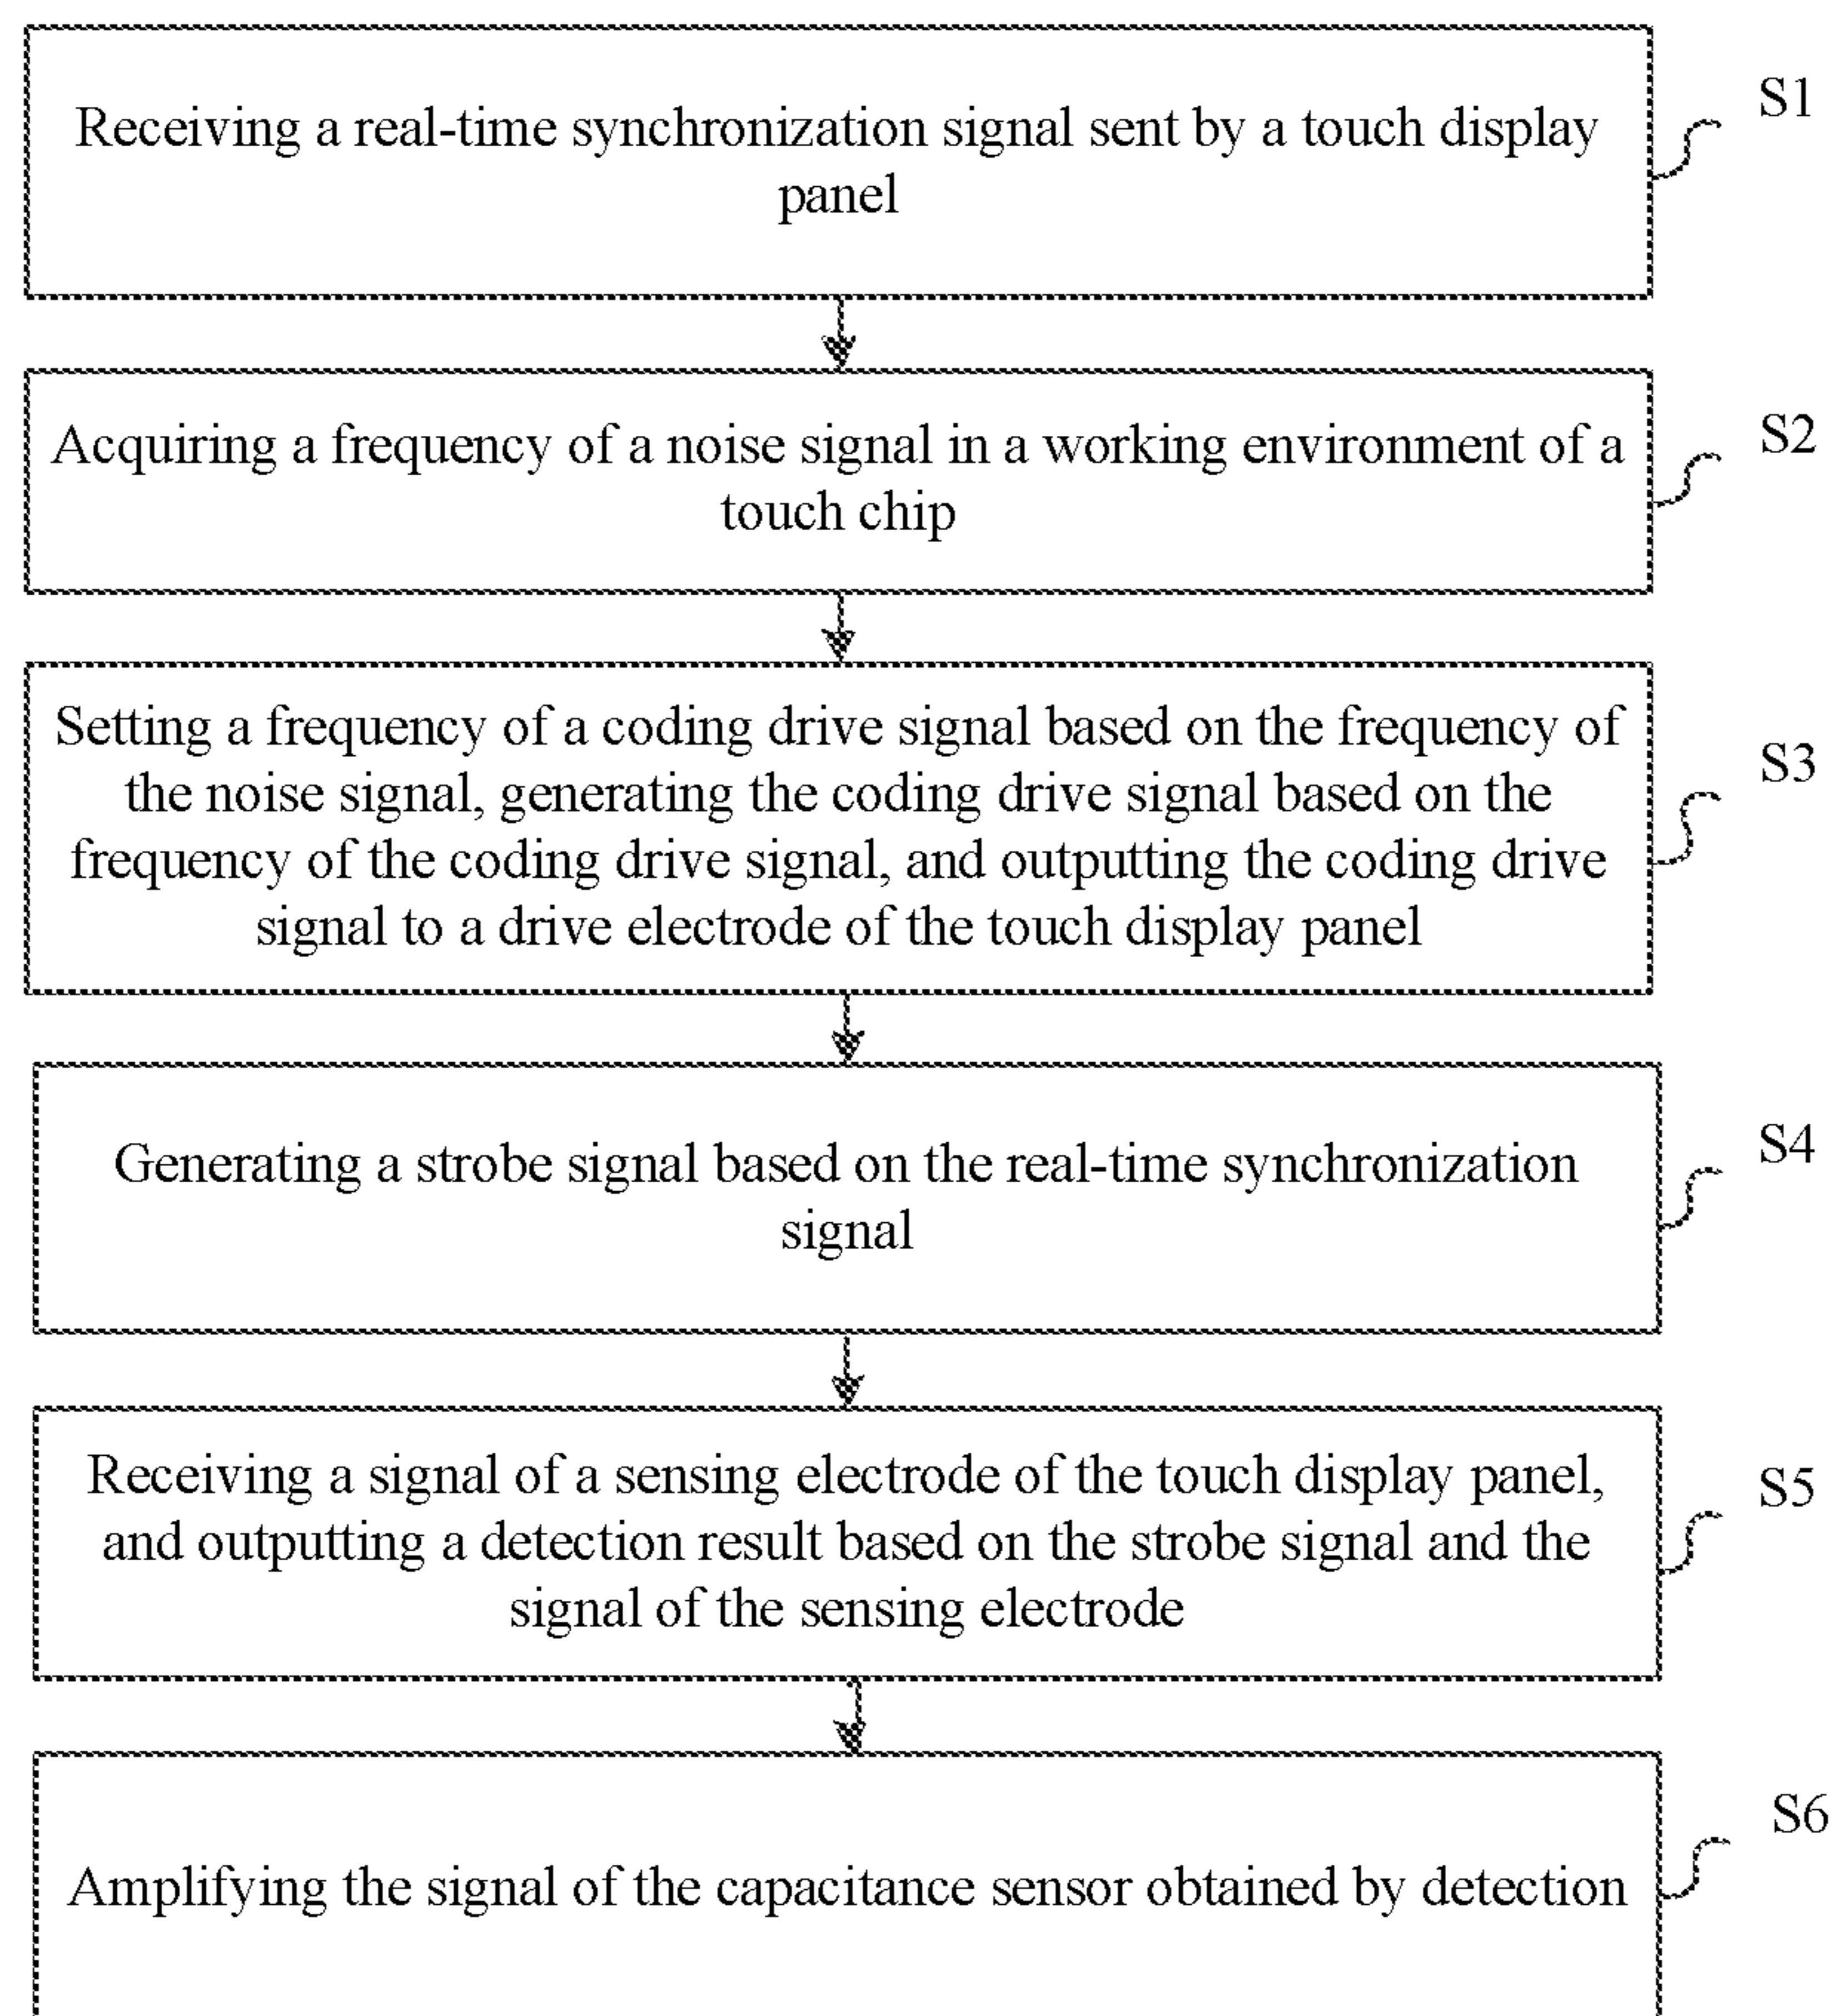 Receiving a real-time synchronization signal sent by a touch display
panel
S1
Acquiring a frequency of a noise signal in a working environment of a
touch chip
S2
Setting a frequency of a coding drive signal based on the frequency of
the noise signal, generating the coding drive signal based on the
frequency of the coding drive signal, and outputting the coding drive
signal to a drive electrode of the touch display panel
S3
Generating a strobe signal based on the real-time synchronization
signal
S4
Receiving a signal of a sensing electrode of the touch display panel,
and outputting a detection result based on the strobe signal and the
signal of the sensing electrode
S5
Amplifying the signal of the capacitance sensor obtained by detection
S6